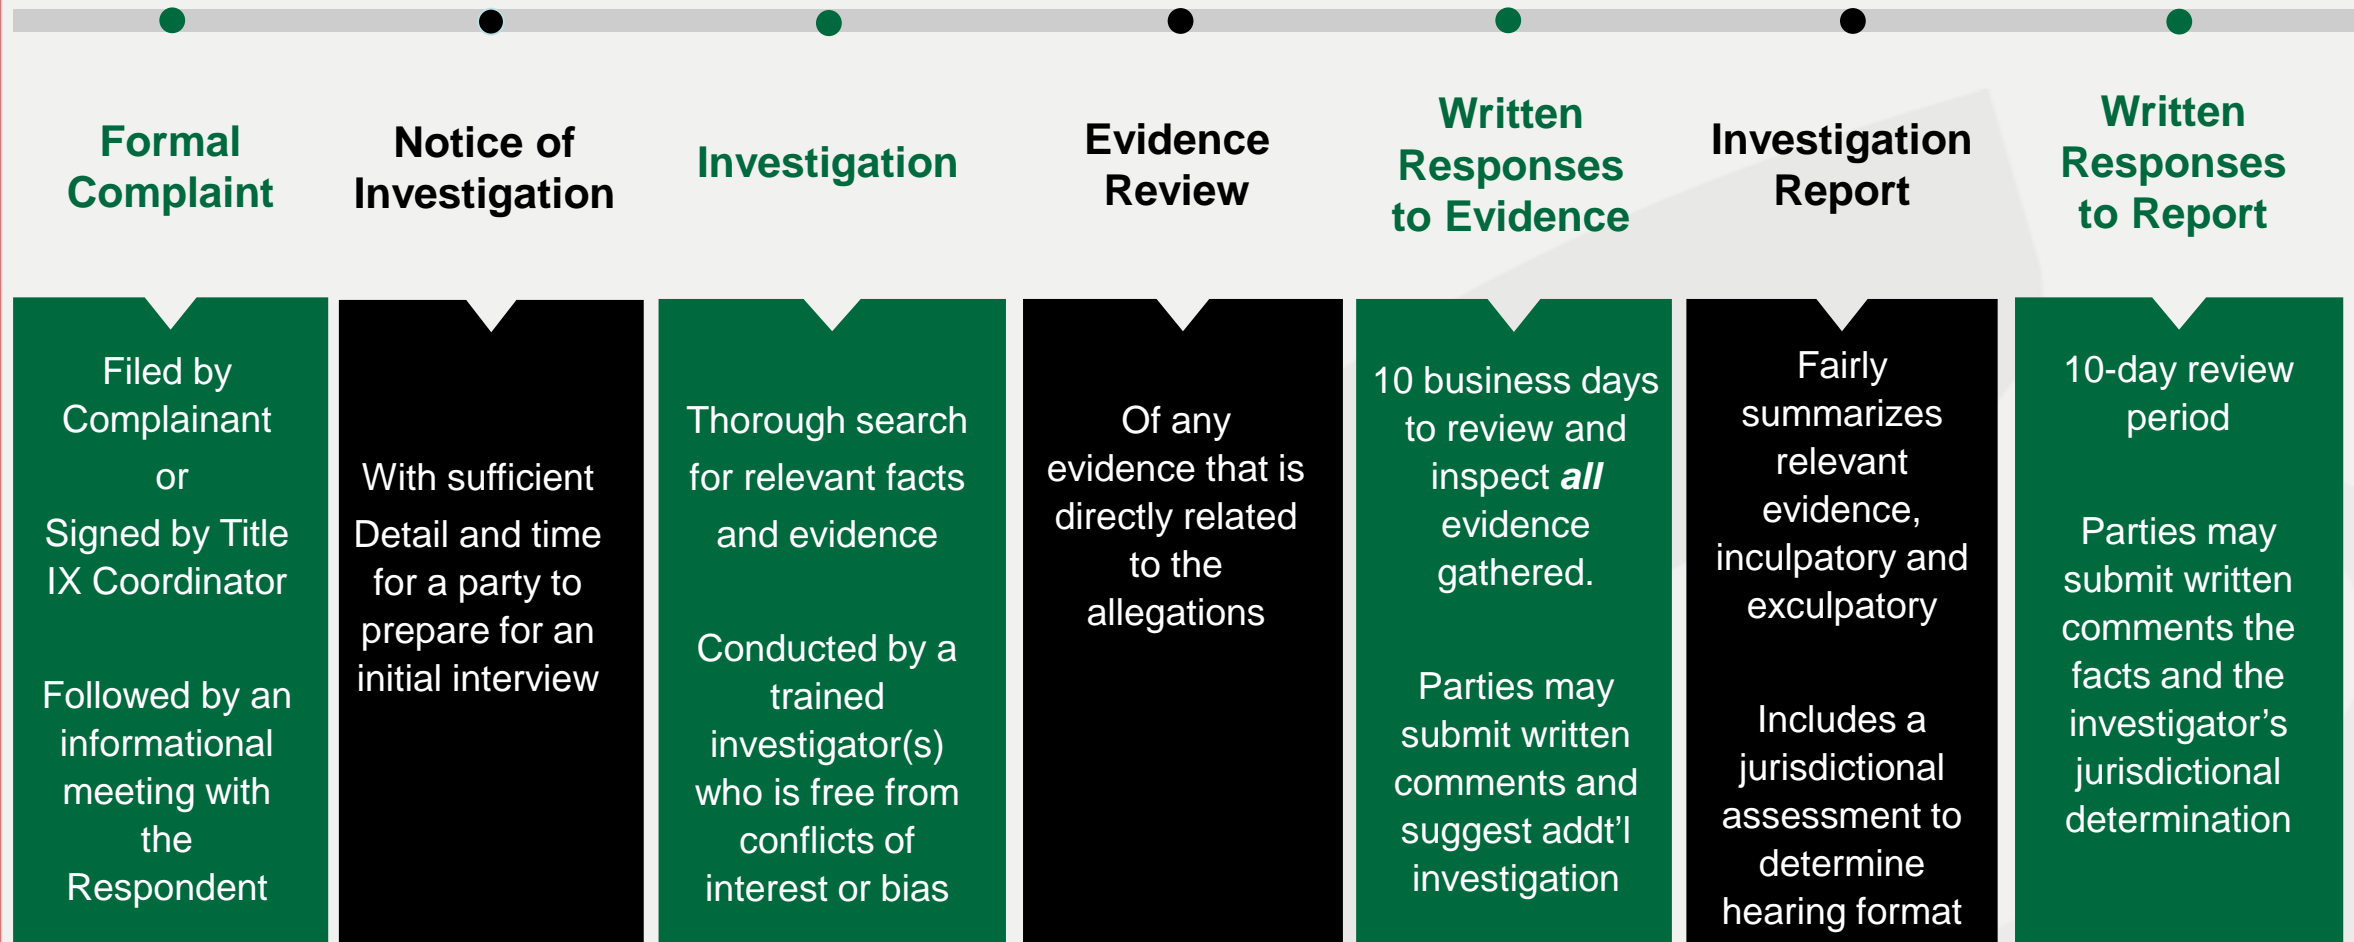 Formal
Complaint
Filed by
Complainant
or
Signed by Title
IX Coordinator
Followed by an
informational
meeting with
the
Respondent
Notice of
Investigation
With sufficient
Detail and time
for a party to
prepare for an
initial interview
Investigation
Thorough search
for relevant facts
and evidence
Conducted by a
trained
investigator(s)
who is free from
conflicts of
interest or bias
Evidence
Review
Of any
evidence that is
directly related
to the
allegations
Written
Responses
to Evidence
10 business days
to review and
inspect all
evidence
gathered.
Parties may
submit written
comments and
suggest addt’l
investigation
Investigation
Report
Fairly
summarizes
relevant
evidence,
inculpatory and
exculpatory
Includes a
jurisdictional
assessment to
determine
hearing format
Written
Responses
to Report
10-day review
period
Parties may
submit written
comments the
facts and the
investigator’s
jurisdictional
determination